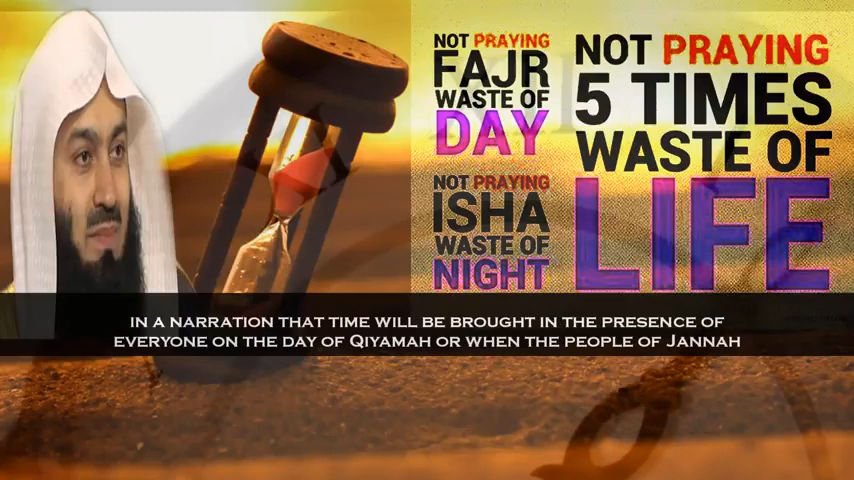 NOT PRAYING
FAJR
WASTE OF
DAY
NOT PRAYING
ISHA
WASTE OF
NIGHT
NOT PRAYING
5 TIMES
WASTE OF
LIFE
IN A NARRATION THAT TIME WILL BE BROUGHT IN THE PRESENCE OF
EVERYONE ON THE DAY OF QIYAMAH OR WHEN THE PEOPLE OF JANNAH